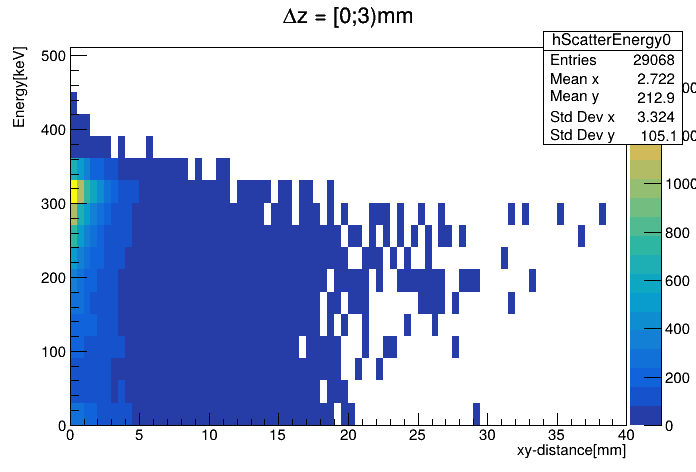 Δz = [0;3)mm
hScatterEnergy0
Entries 29068
Mean x 2.722
Mean y 212.9
Std Dev x 3.324
Std Dev y 105.1
Energy[keV]
500
400
300
200
100
0
0 5 10 15 20 25 30 35 40
xy-distance[mm]
1000
800
600
400
200
0